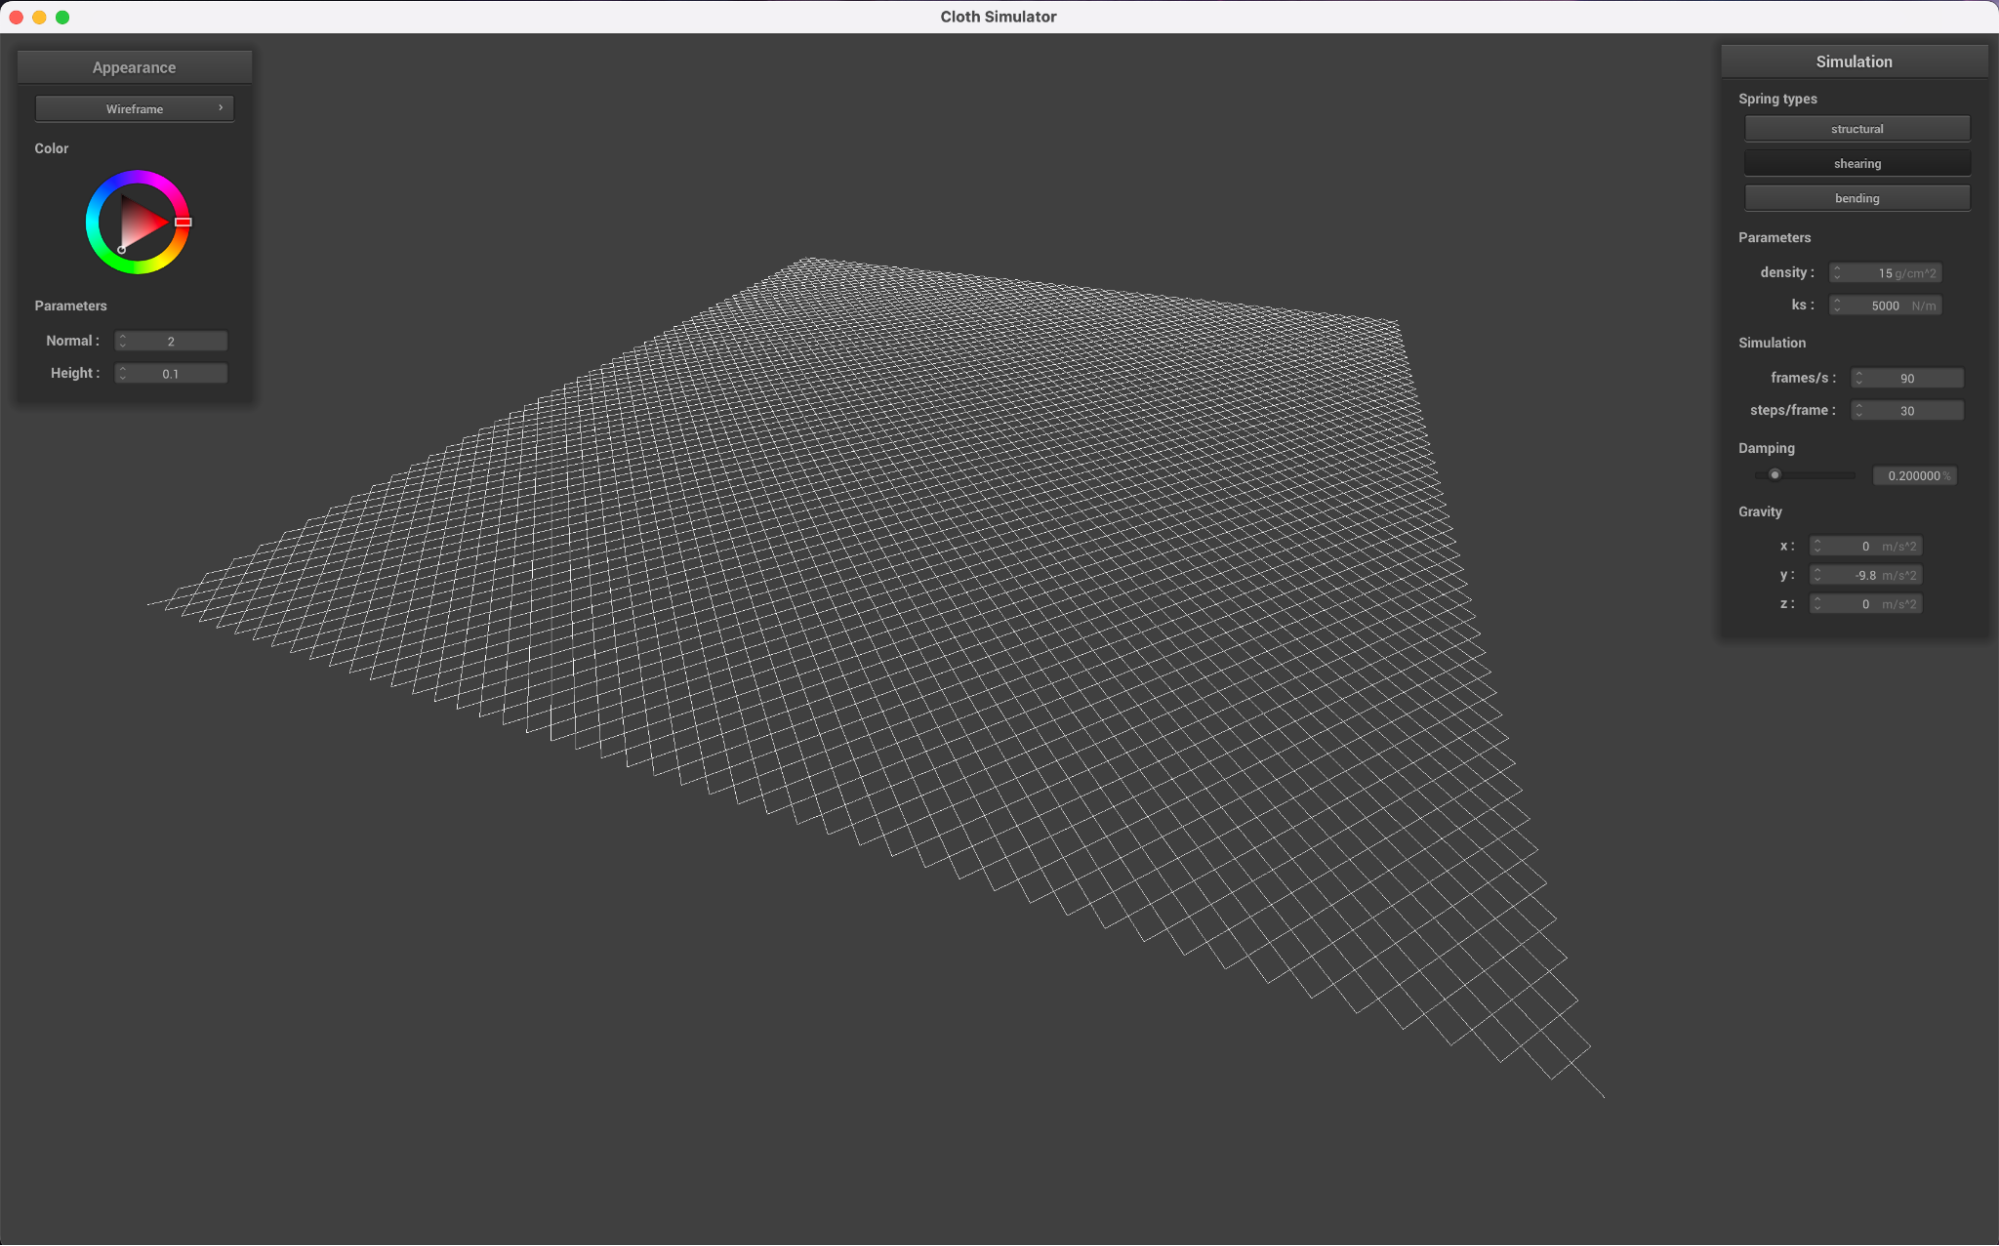 Cloth Simulator
Appearance
Wireframe
Color
Parameters
Normal : 2
Height : 0.1
Simulation
Spring types
structural
shearing
bending
Parameters
density : 15 g/cm^2
ks : 5000 N/m
Simulation
frames/s : 90
steps/frame : 30
Damping
0.200000 %
Gravity
x : 0 m/s^2
y : -9.8 m/s^2
z : 0 m/s^2